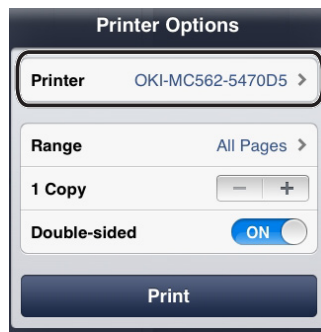 Printer Options
Printer OKI-MC562-5470D5 >
Range All Pages >
1 Copy − +
Double-sided ON
Print